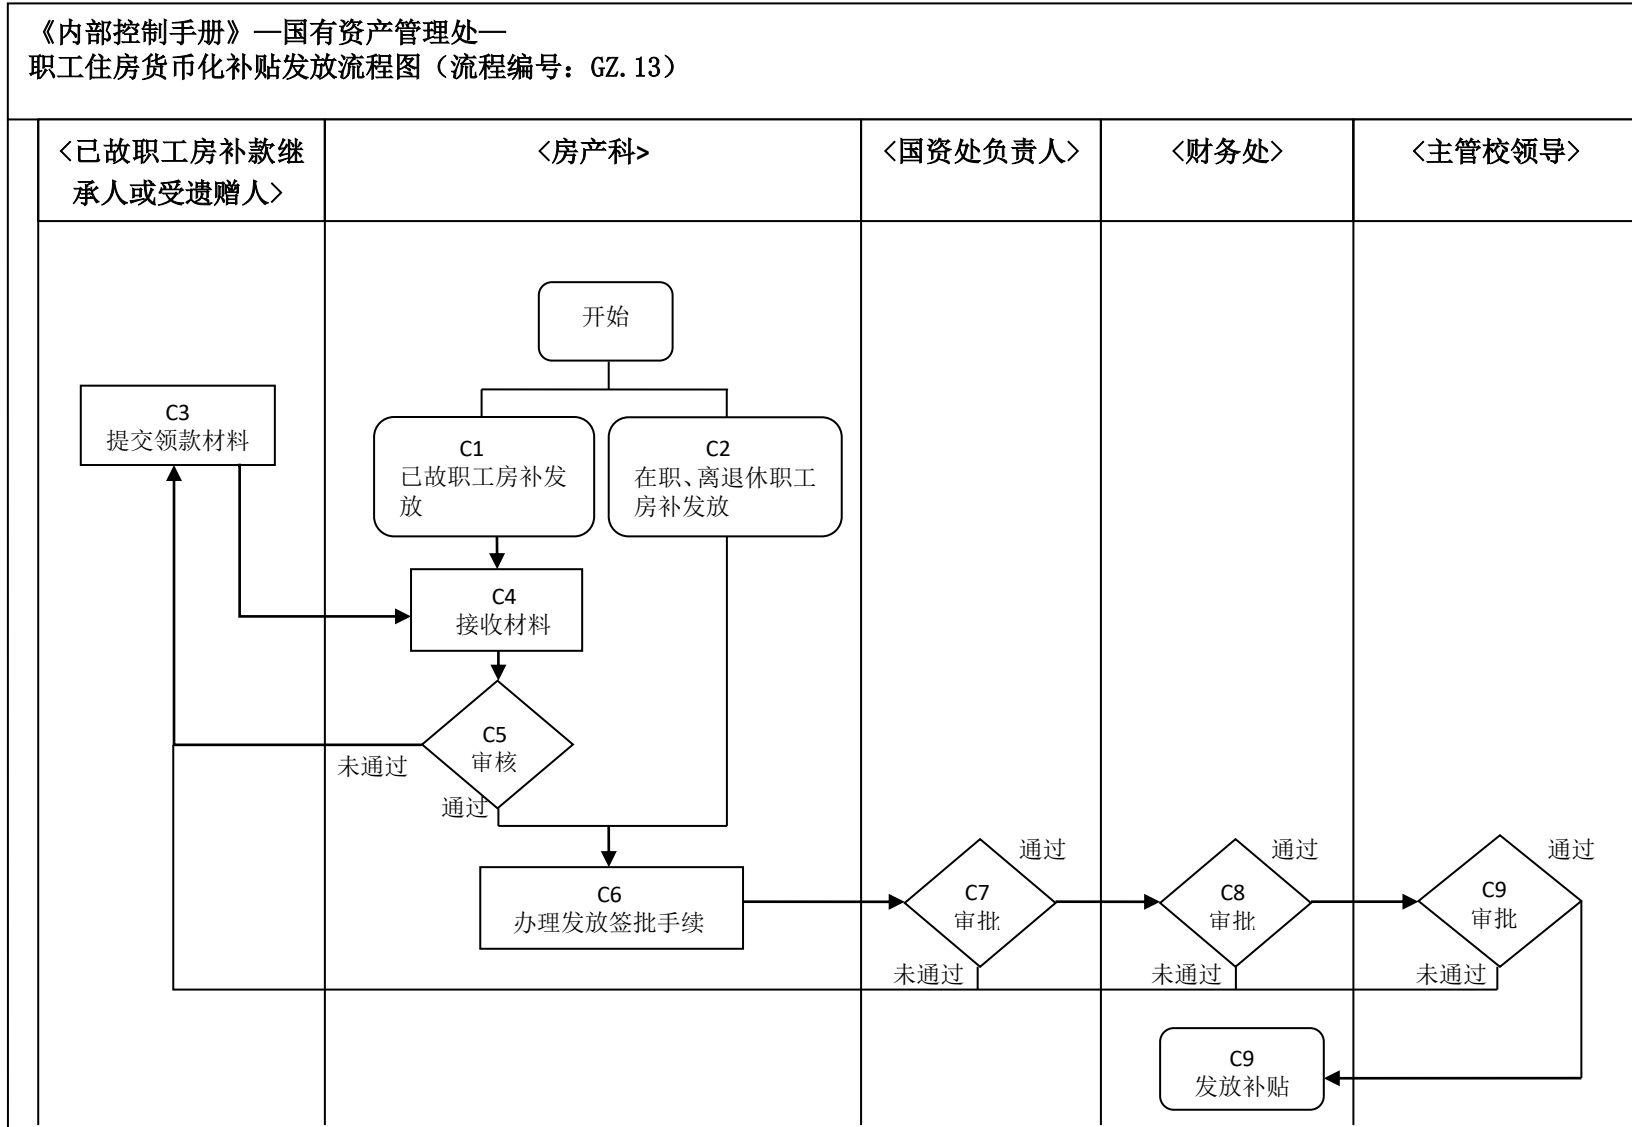 《内部控制手册》—国有资产管理处—
职工住房货币化补贴发放流程图（流程编号：GZ.13）
<已故职工房补款继
承人或受遗赠人>
<房产科>
<国资处负责人>
<财务处>
<主管校领导>
开始
C3
提交领款材料
C1
已故职工房补发
放
C2
在职、离退休职工
房补发放
C4
接收材料
C5
审核
未通过
通过
C6
办理发放签批手续
C7
审批
通过
未通过
C8
审批
通过
未通过
C9
审批
通过
未通过
C9
发放补贴